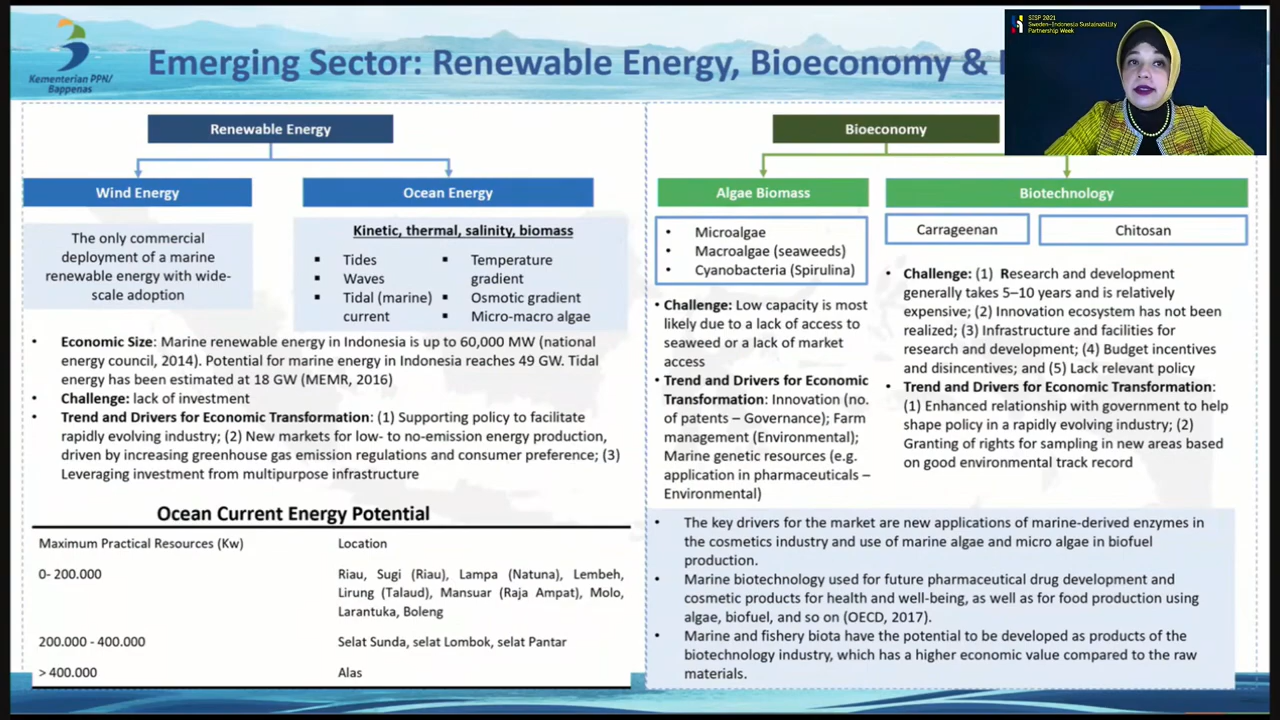 Kementerian PPN/
Bappenas
Emerging Sector: Renewable Energy, Bioeconomy &
SISP 2021
Sweden-Indonesia Sustainability
Partnership Week
Renewable Energy
Wind Energy
Ocean Energy
The only commercial
deployment of a marine
renewable energy with wide-
scale adoption
Kinetic, thermal, salinity, biomass
▪ Tides
▪ Waves
▪ Tidal (marine)
current
▪ Temperature
gradient
▪ Osmotic gradient
▪ Micro-macro algae
• Economic Size: Marine renewable energy in Indonesia is up to 60,000 MW (national
energy council, 2014). Potential for marine energy in Indonesia reaches 49 GW. Tidal
energy has been estimated at 18 GW (MEMR, 2016)
• Challenge: lack of investment
• Trend and Drivers for Economic Transformation: (1) Supporting policy to facilitate
rapidly evolving industry; (2) New markets for low- to no-emission energy production,
driven by increasing greenhouse gas emission regulations and consumer preference; (3)
Leveraging investment from multipurpose infrastructure
Ocean Current Energy Potential
Maximum Practical Resources (Kw) Location
0- 200.000 Riau, Sugi (Riau), Lampa (Natuna), Lembeh,
Lirung (Talaud), Mansuar (Raja Ampat), Molo,
Larantuka, Boleng
200.000 - 400.000 Selat Sunda, selat Lombok, selat Pantar
> 400.000 Alas
Bioeconomy
Algae Biomass
• Microalgae
• Macroalgae (seaweeds)
• Cyanobacteria (Spirulina)
• Challenge: Low capacity is most
likely due to a lack of access to
seaweed or a lack of market
access
• Trend and Drivers for Economic
Transformation: Innovation (no.
of patents – Governance); Farm
management (Environmental);
Marine genetic resources (e.g.
application in pharmaceuticals –
Environmental)
Biotechnology
Carrageenan
Chitosan
• Challenge: (1) Research and development
generally takes 5–10 years and is relatively
expensive; (2) Innovation ecosystem has not been
realized; (3) Infrastructure and facilities for
research and development; (4) Budget incentives
and disincentives; and (5) Lack relevant policy
• Trend and Drivers for Economic Transformation:
(1) Enhanced relationship with government to help
shape policy in a rapidly evolving industry; (2)
Granting of rights for sampling in new areas based
on good environmental track record
• The key drivers for the market are new applications of marine-derived enzymes in
the cosmetics industry and use of marine algae and micro algae in biofuel
production.
• Marine biotechnology used for future pharmaceutical drug development and
cosmetic products for health and well-being, as well as for food production using
algae, biofuel, and so on (OECD, 2017).
• Marine and fishery biota have the potential to be developed as products of the
biotechnology industry, which has a higher economic value compared to the raw
materials.